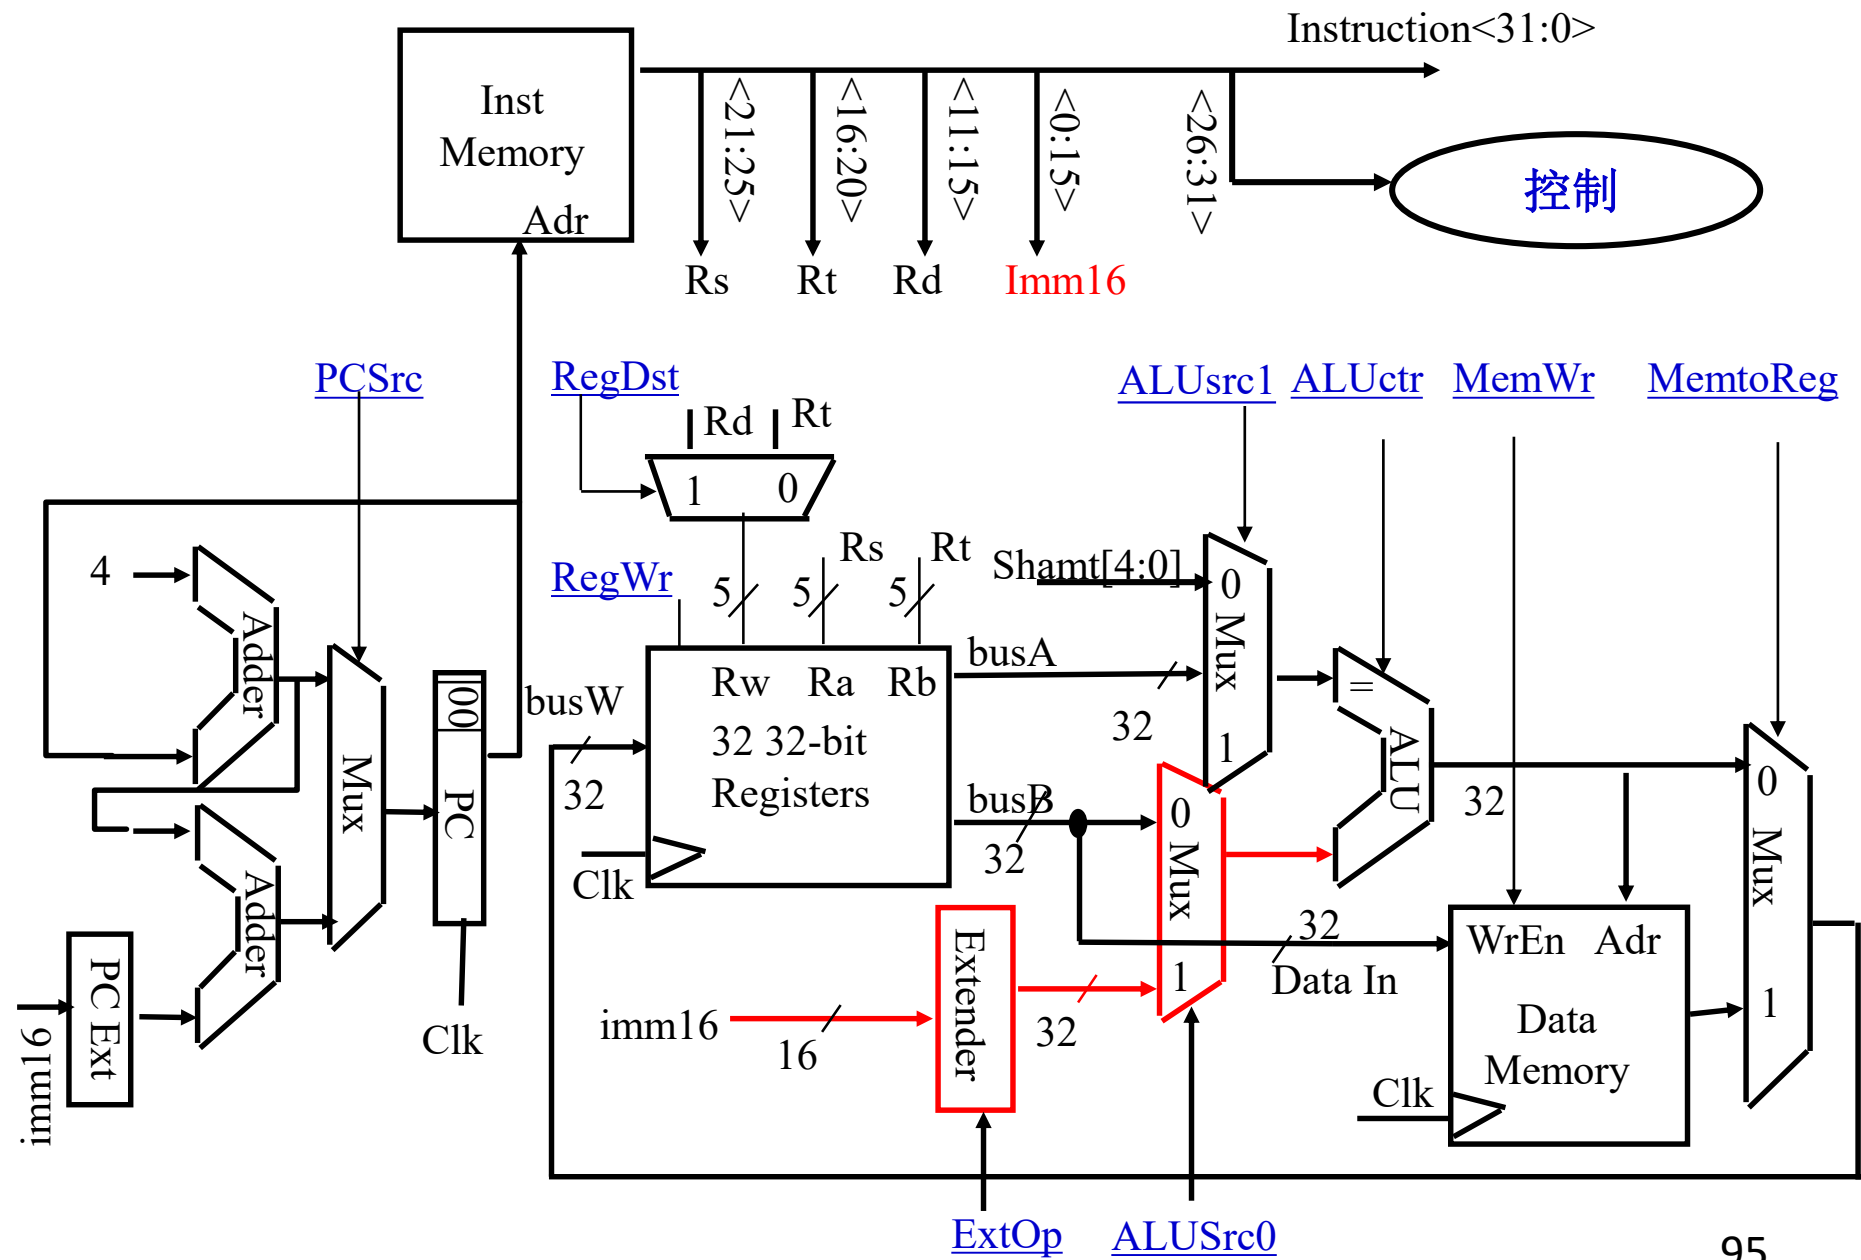 Instruction<31:0>
Inst
Memory
Adr
<21:25>
<16:20>
<11:15>
<0:15>
<26:31>
控制
Rs
Rt
Rd
Imm16
PCSrc
RegDst
ALUsrc1
ALUctr
MemWr
MemtoReg
Rd
Rt
1
0
4
Adder
RegWr
5
5
5
Rs
Rt
Shamt[4:0]
0
Mux
1
busA
32
busW
32
Rw
Ra
Rb
32 32-bit
Registers
busB
32
Clk
=
ALU
32
0
Mux
1
00
PC
Mux
Adder
Clk
PC Ext
imm16
0
Mux
1
imm16
16
Extender
32
32
Data In
WrEn
Adr
Data
Memory
Clk
ExtOp
ALUSrc0
95